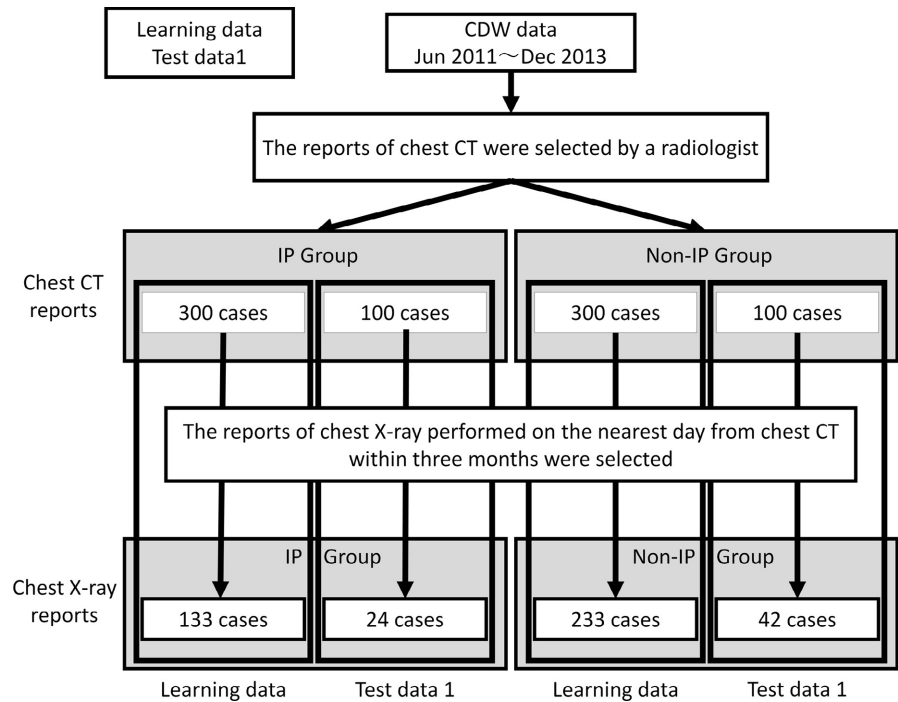 Learning data
Test data1
CDW data
Jun 2011～Dec 2013
The reports of chest CT were selected by a radiologist
IP Group
Non-IP Group
Chest CT
reports
300 cases
100 cases
300 cases
100 cases
The reports of chest X-ray performed on the nearest day from chest CT
within three months were selected
IP Group
Non-IP Group
Chest X-ray
reports
133 cases
24 cases
233 cases
42 cases
Learning data
Test data 1
Learning data
Test data 1